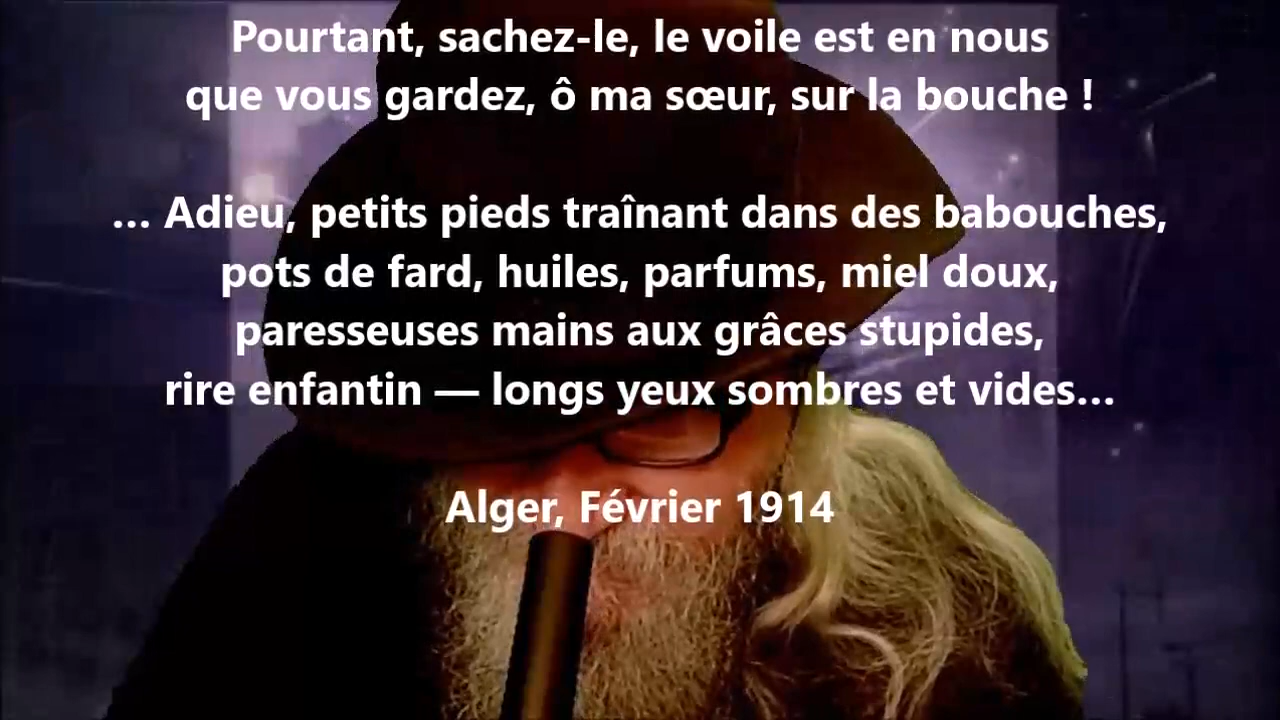 Pourtant, sachez-le, le voile est en nous
que vous gardez, ô ma sœur, sur la bouche !
... Adieu, petits pieds traînant dans des babouches,
pots de fard, huiles, parfums, miel doux,
paresseuses mains aux grâces stupides,
rire enfantin — longs yeux sombres et vides...
Alger, Février 1914